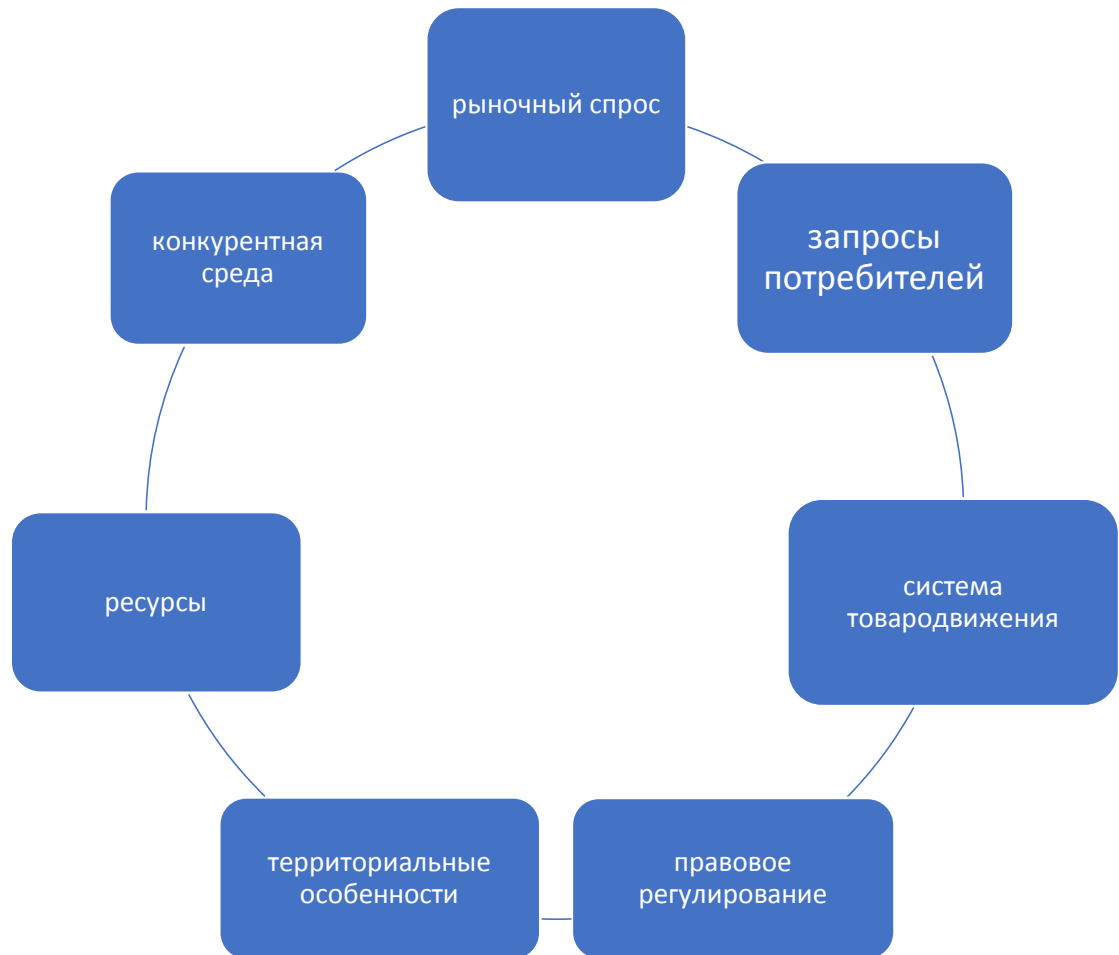 рыночный спрос
запросы
потребителей
система
товародвижения
правовое
регулирование
территориальные
особенности
ресурсы
конкурентная
среда